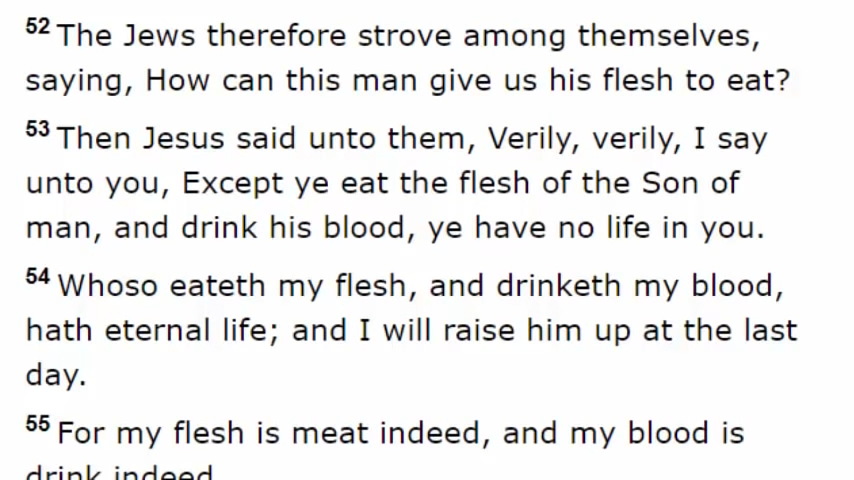 52 The Jews therefore strove among themselves,
saying, How can this man give us his flesh to eat?
53 Then Jesus said unto them, Verily, verily, I say
unto you, Except ye eat the flesh of the Son of
man, and drink his blood, ye have no life in you.
54 Whoso eateth my flesh, and drinketh my blood,
hath eternal life; and I will raise him up at the last
day.
55 For my flesh is meat indeed, and my blood is
drink indeed